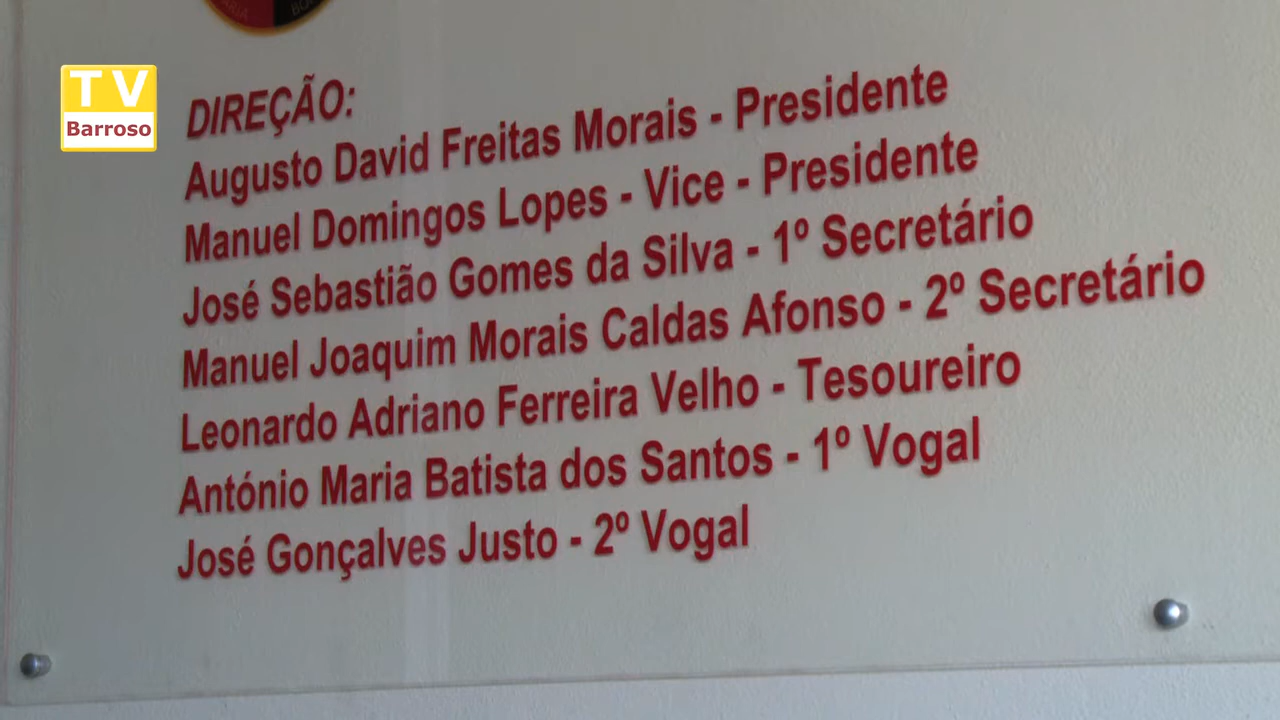 TV
Barroso
DIREÇÃO:
Augusto David Freitas Morais - Presidente
Manuel Domingos Lopes - Vice - Presidente
José Sebastião Gomes da Silva - 1º Secretário
Manuel Joaquim Morais Caldas Afonso - 2º Secretário
Leonardo Adriano Ferreira Velho - Tesoureiro
António Maria Batista dos Santos - 1º Vogal
José Gonçalves Justo - 2º Vogal